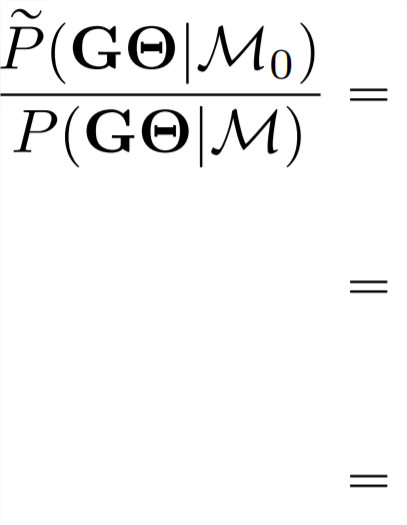 P̃(𝐆𝚯|ℳ₀)
P(𝐆𝚯|ℳ) =
=
=